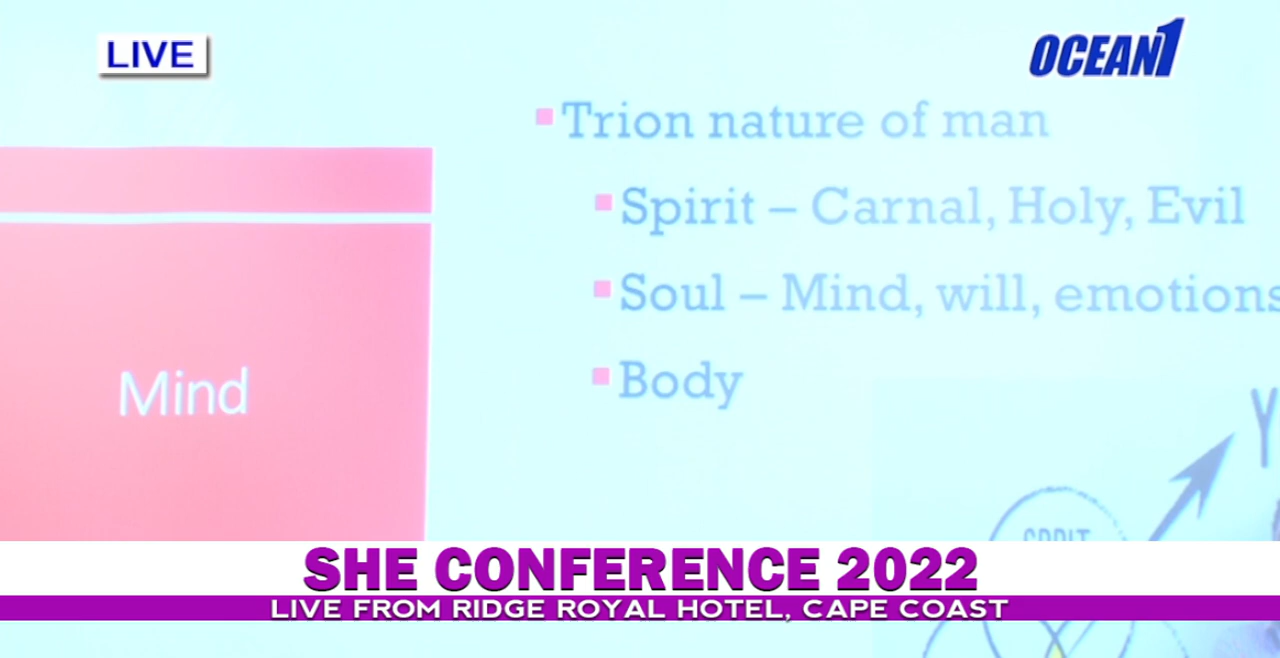 LIVE
OCEAN1
Trion nature of man
Spirit – Carnal, Holy, Evil
Soul – Mind, will, emotions
Body
Mind
Y
SHE CONFERENCE 2022
LIVE FROM RIDGE ROYAL HOTEL, CAPE COAST